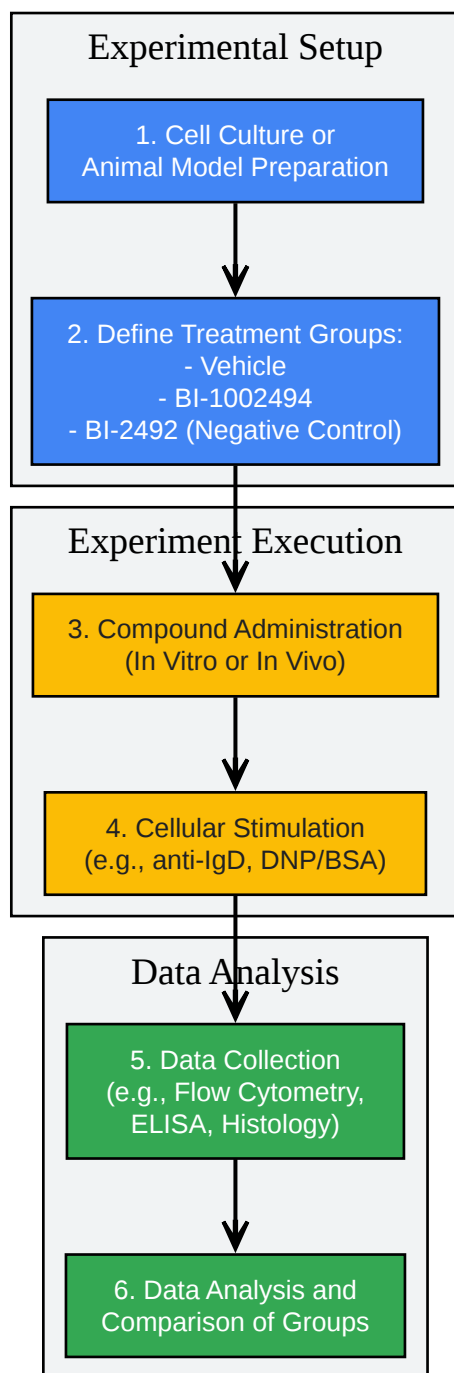 Experimental Setup
1. Cell Culture or
Animal Model Preparation
2. Define Treatment Groups:
- Vehicle
- BI-1002494
- BI-2492 (Negative Control)
Experiment Execution
3. Compound Administration
(In Vitro or In Vivo)
4. Cellular Stimulation
(e.g., anti-IgD, DNP/BSA)
Data Analysis
5. Data Collection
(e.g., Flow Cytometry,
ELISA, Histology)
6. Data Analysis and
Comparison of Groups